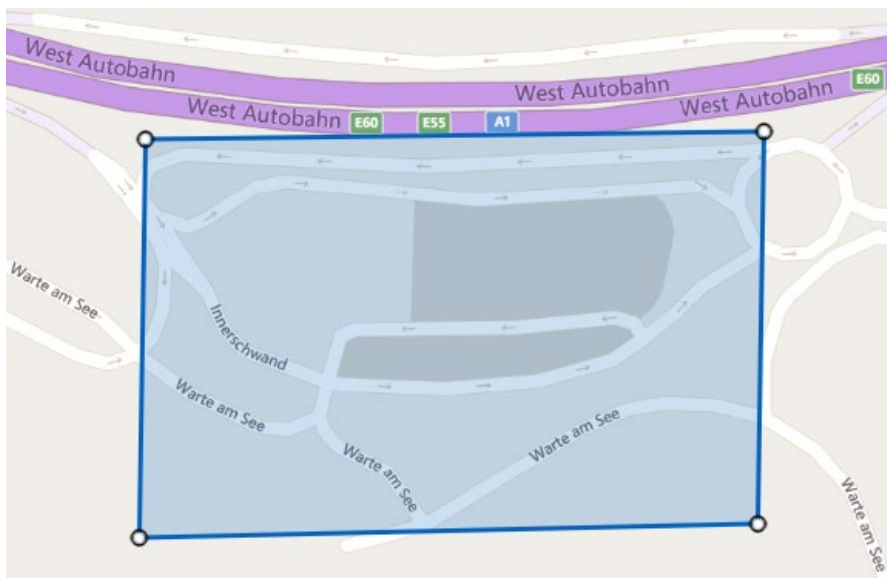 West Autobahn
West Autobahn
West Autobahn
West Autobahn
E60
E60
E55
A1
Warte am See
Innerschwand
Warte am See
Warte am See
Warte am See
Warte am See